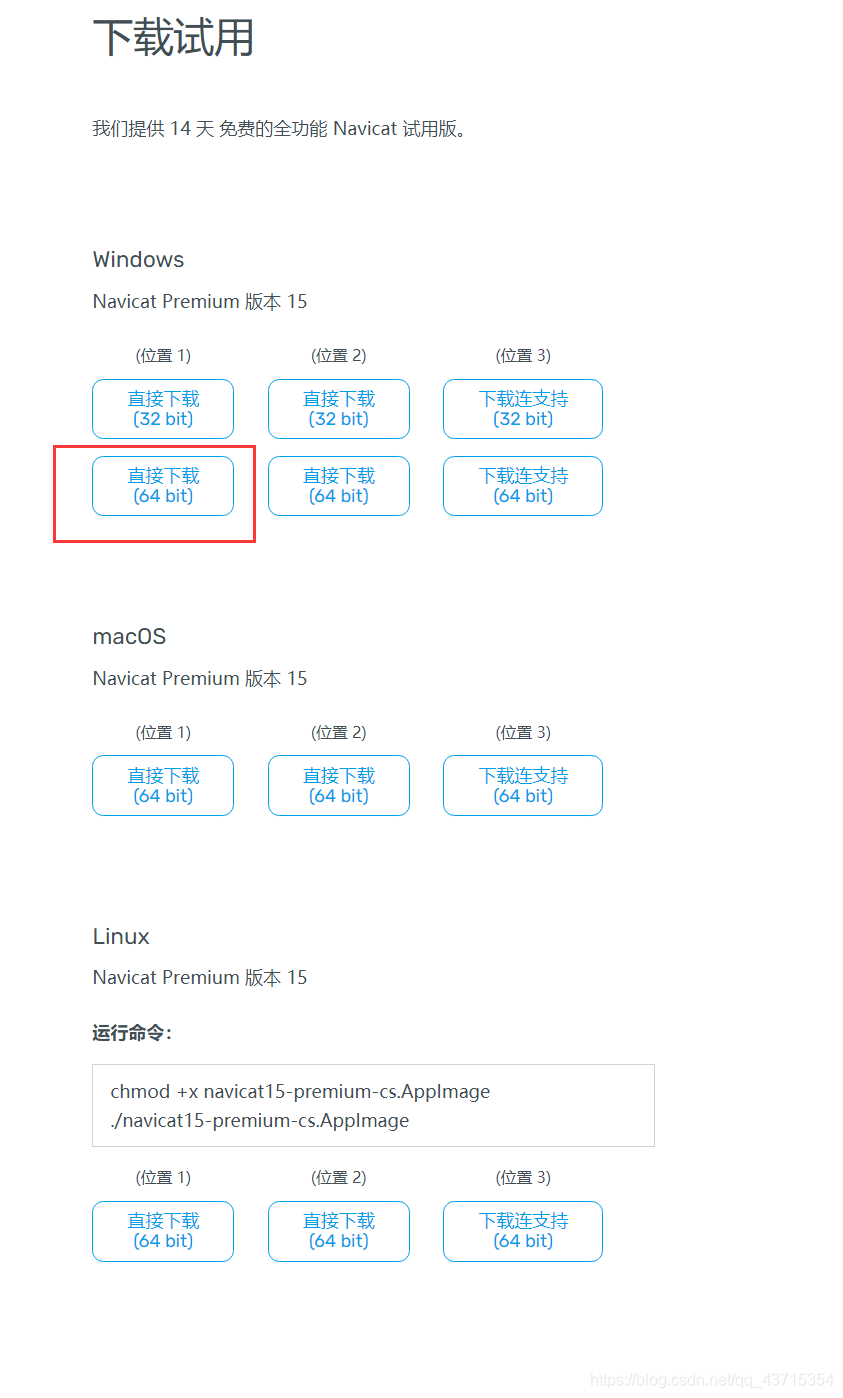 下载试用
我们提供 14 天 免费的全功能 Navicat 试用版。
Windows
Navicat Premium 版本 15
(位置 1) (位置 2) (位置 3)
直接下载 直接下载 下载连支持
(32 bit) (32 bit) (32 bit)
直接下载 直接下载 下载连支持
(64 bit) (64 bit) (64 bit)
macOS
Navicat Premium 版本 15
(位置 1) (位置 2) (位置 3)
直接下载 直接下载 下载连支持
(64 bit) (64 bit) (64 bit)
Linux
Navicat Premium 版本 15
运行命令：
chmod +x navicat15-premium-cs.AppImage
./navicat15-premium-cs.AppImage
(位置 1) (位置 2) (位置 3)
直接下载 直接下载 下载连支持
(64 bit) (64 bit) (64 bit)
https://blog.csdn.net/qq_43715354